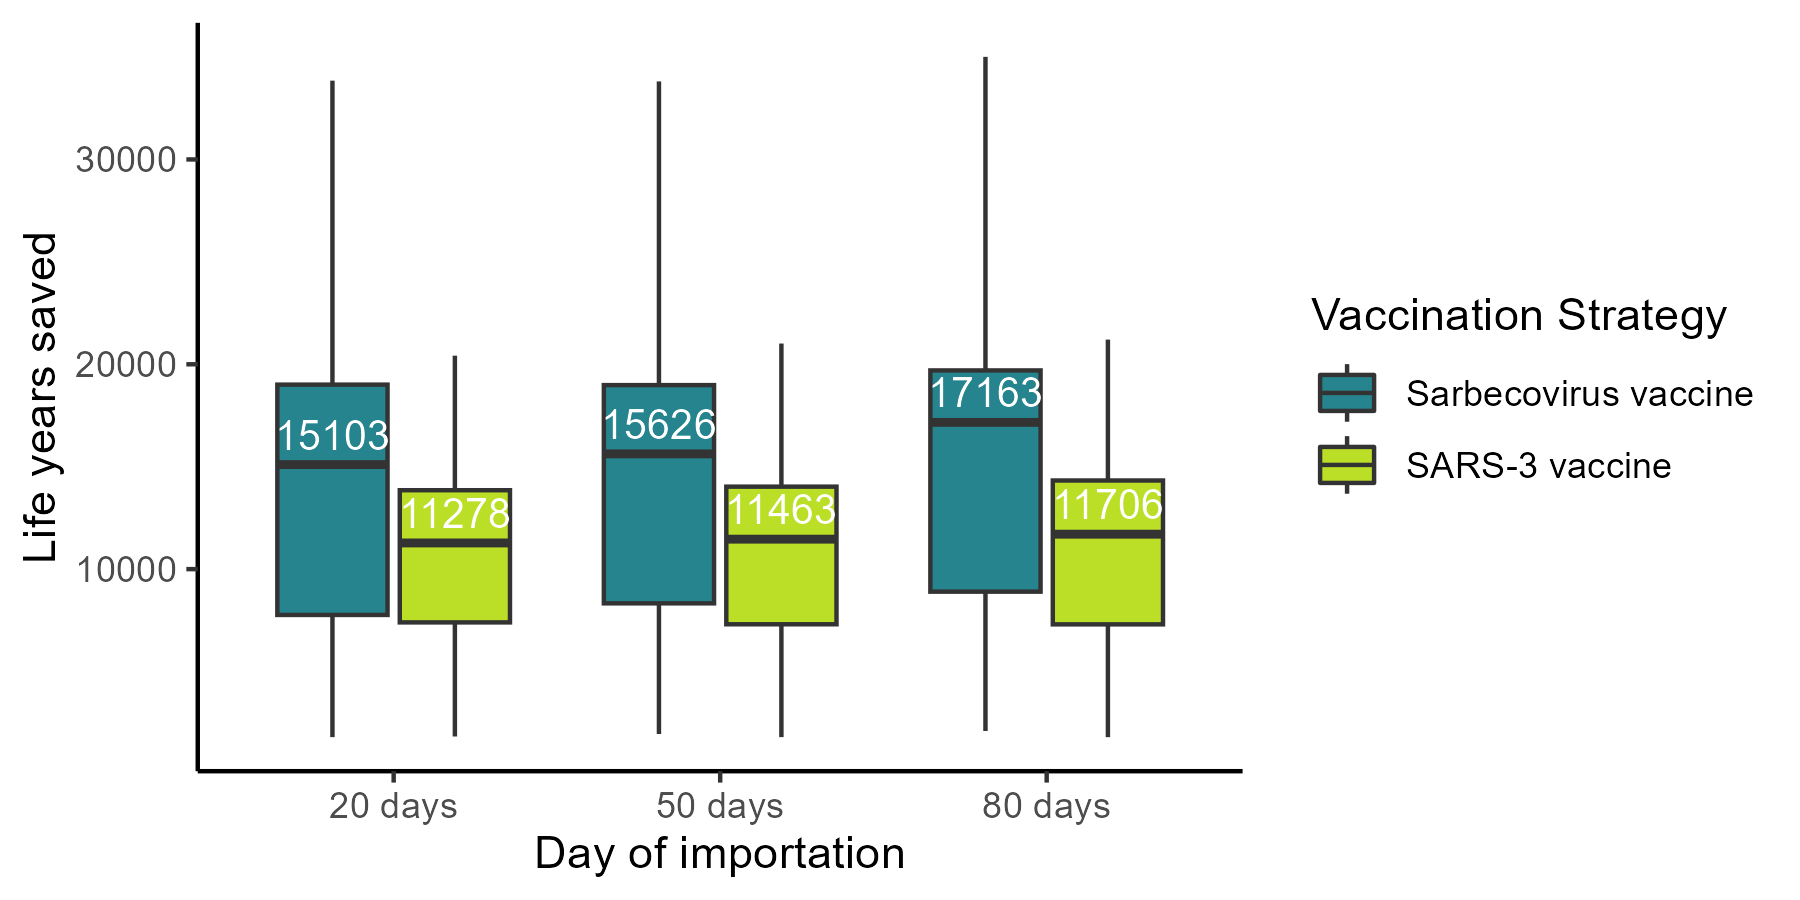 Life years saved
30000
20000
10000
15103
11278
15626
11463
17163
11706
20 days
50 days
80 days
Day of importation
Vaccination Strategy
Sarbecovirus vaccine
SARS-3 vaccine